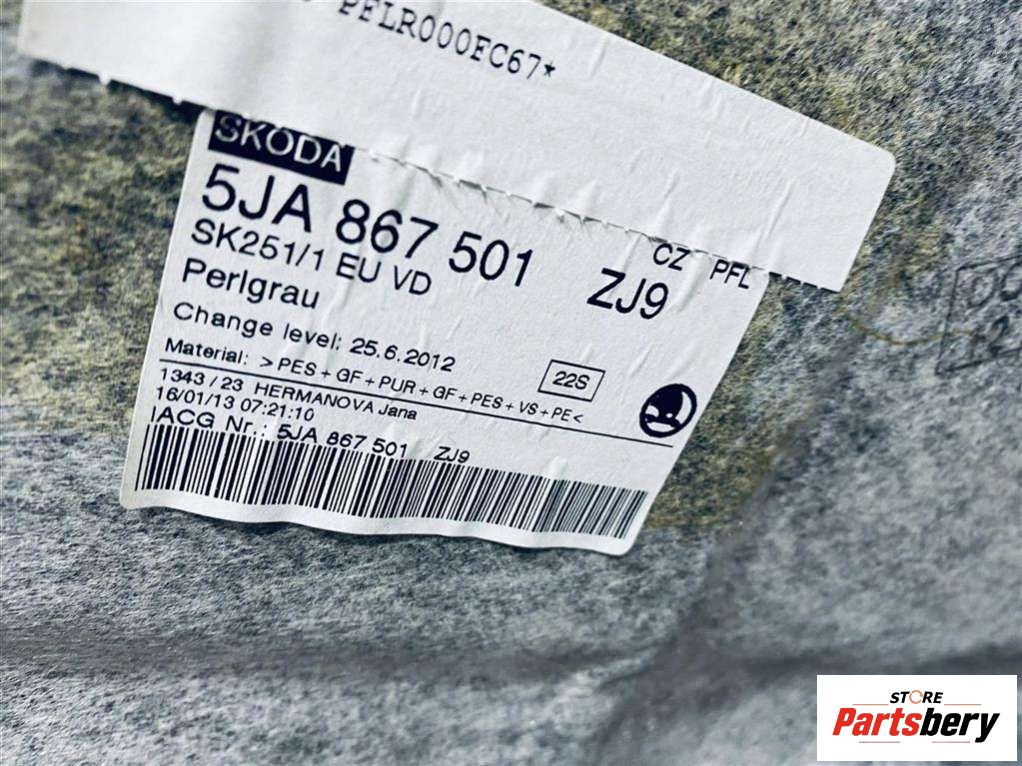 PFLR000FC67*
SKODA
5JA 867 501 ZJ9
CZ PFL
SK251/1 EU VD
Perlgrau
Change level: 25.6.2012
22S
Material: >PES+GF+PUR+GF+PES+VS+PE<
1343/23 HERMANOVA Jana
16/01/13 07:21:10
IACG Nr.: 5JA 867 501 ZJ9
STORE
Partsbery